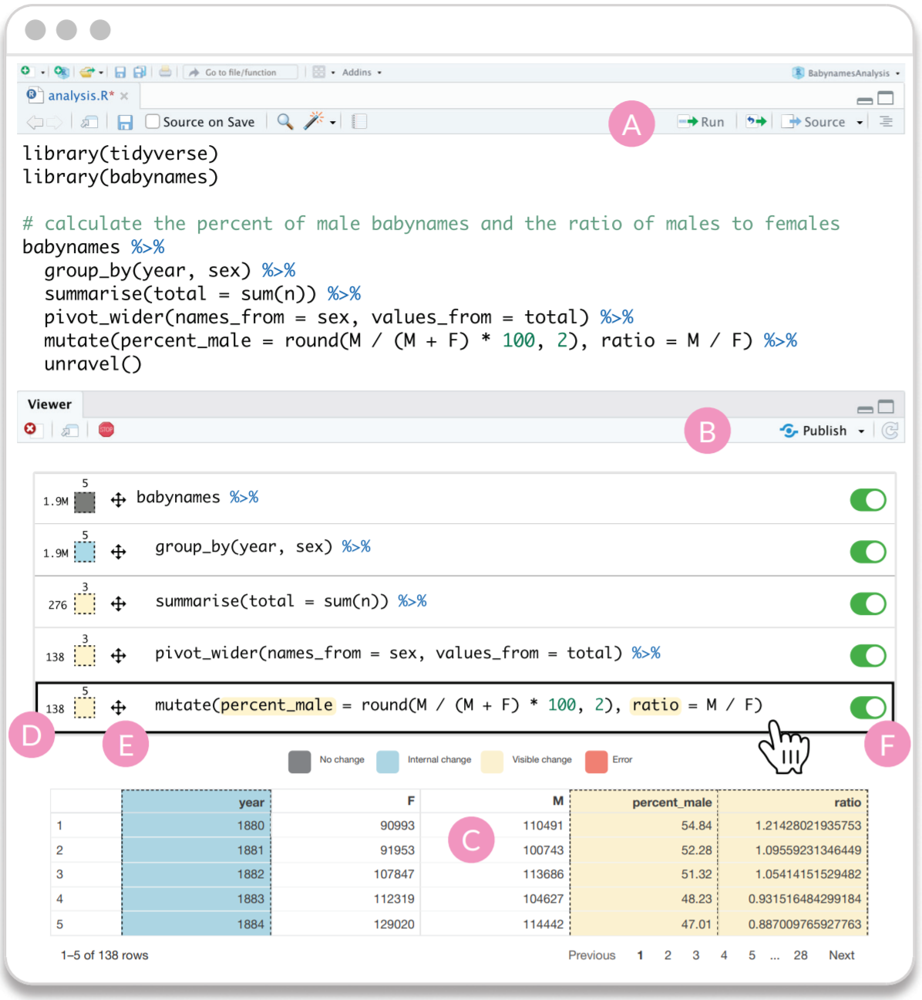 Go to file/function Addins BabynamesAnalysis
analysis.R*
Source on Save A Run Source
library(tidyverse)
library(babynames)
# calculate the percent of male babynames and the ratio of males to females
babynames %>%
group_by(year, sex) %>%
summarise(total = sum(n)) %>%
pivot_wider(names_from = sex, values_from = total) %>%
mutate(percent_male = round(M / (M + F) * 100, 2), ratio = M / F) %>%
unravel()
Viewer
STOP B Publish
5
1.9M babynames %>%
5
1.9M group_by(year, sex) %>%
3
276 summarise(total = sum(n)) %>%
3
138 pivot_wider(names_from = sex, values_from = total) %>%
5
138 mutate(percent_male = round(M / (M + F) * 100, 2), ratio = M / F)
D E F
No change Internal change Visible change Error
year F M percent_male ratio
1 1880 90993 110491 54.84 1.21428021935753
C
2 1881 91953 100743 52.28 1.09559231346449
3 1882 107847 113686 51.32 1.05414151529482
4 1883 112319 104627 48.23 0.931516484299184
5 1884 129020 114442 47.01 0.887009765927763
1–5 of 138 rows Previous 1 2 3 4 5 ... 28 Next